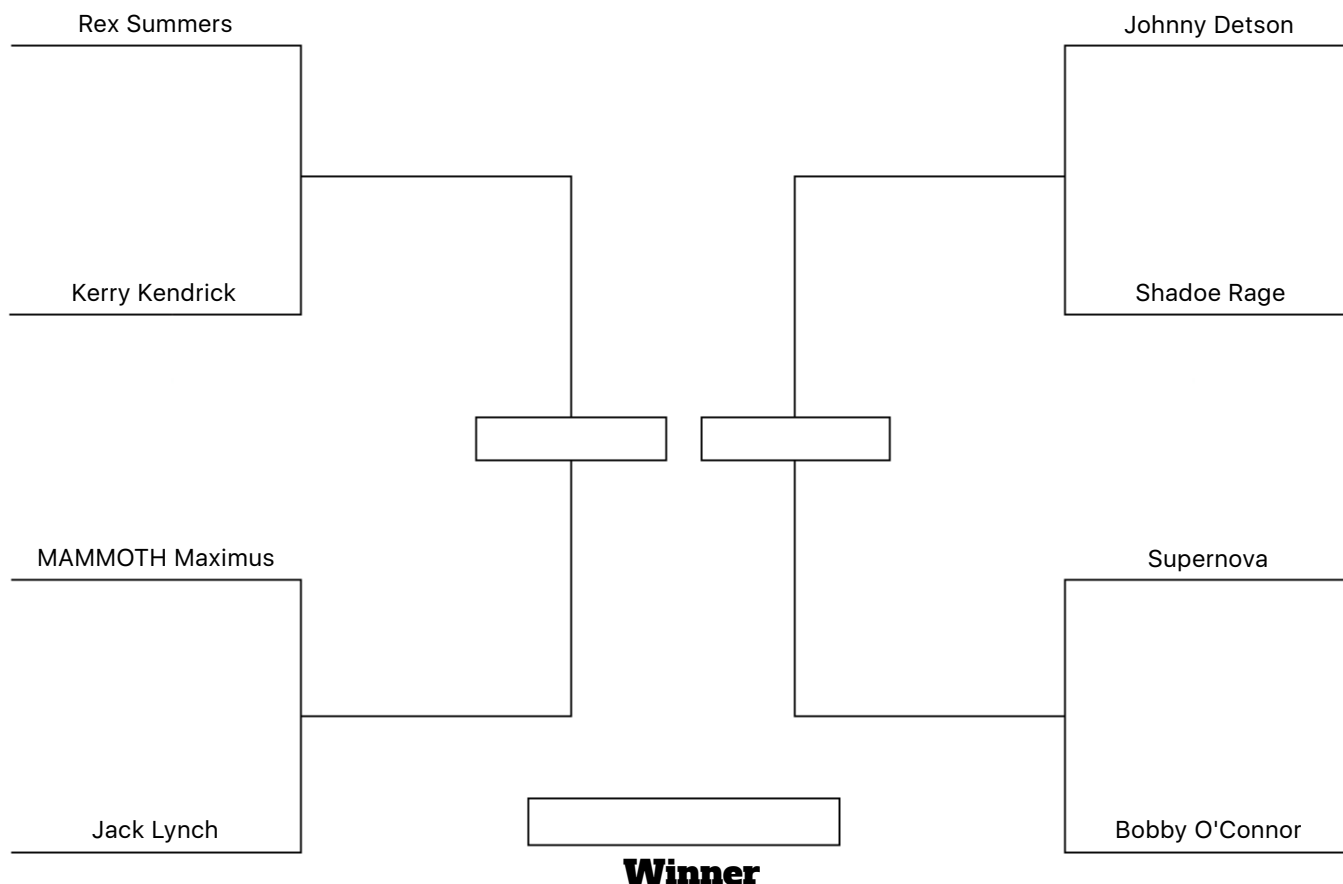 Rex Summers
Johnny Detson
Kerry Kendrick
Shadoe Rage
MAMMOTH Maximus
Supernova
Jack Lynch
Bobby O'Connor
Winner